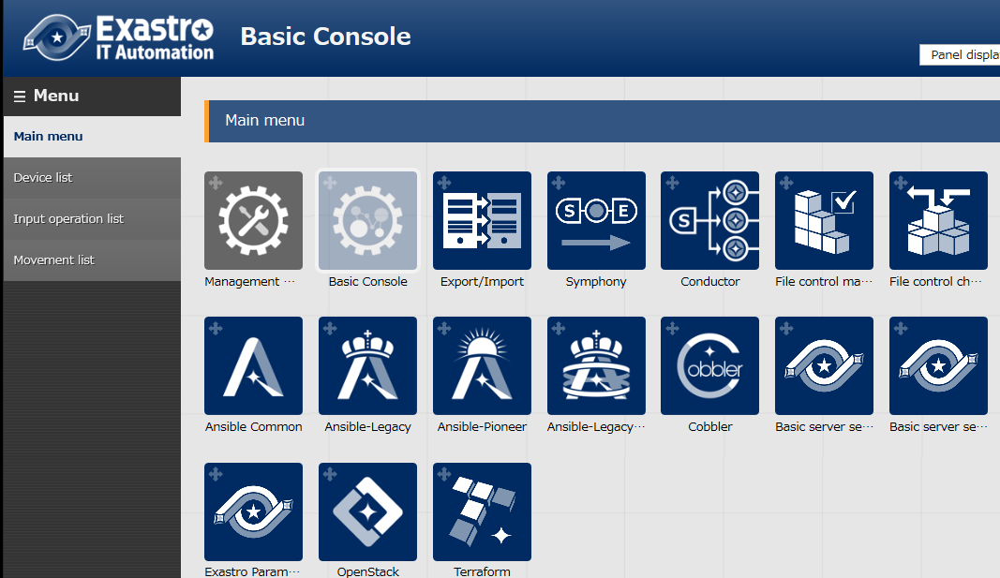 Exastro
IT Automation
Basic Console
Panel displa
Menu
Main menu
Device list
Input operation list
Movement list
Main menu
Management ···
Basic Console
Export/Import
S E
Symphony
S
Conductor
File control ma···
File control ch···
Ansible Common
Ansible-Legacy
Ansible-Pioneer
Ansible-Legacy···
Cobbler
Cobbler
Basic server se···
Basic server se···
Exastro Param···
OpenStack
Terraform